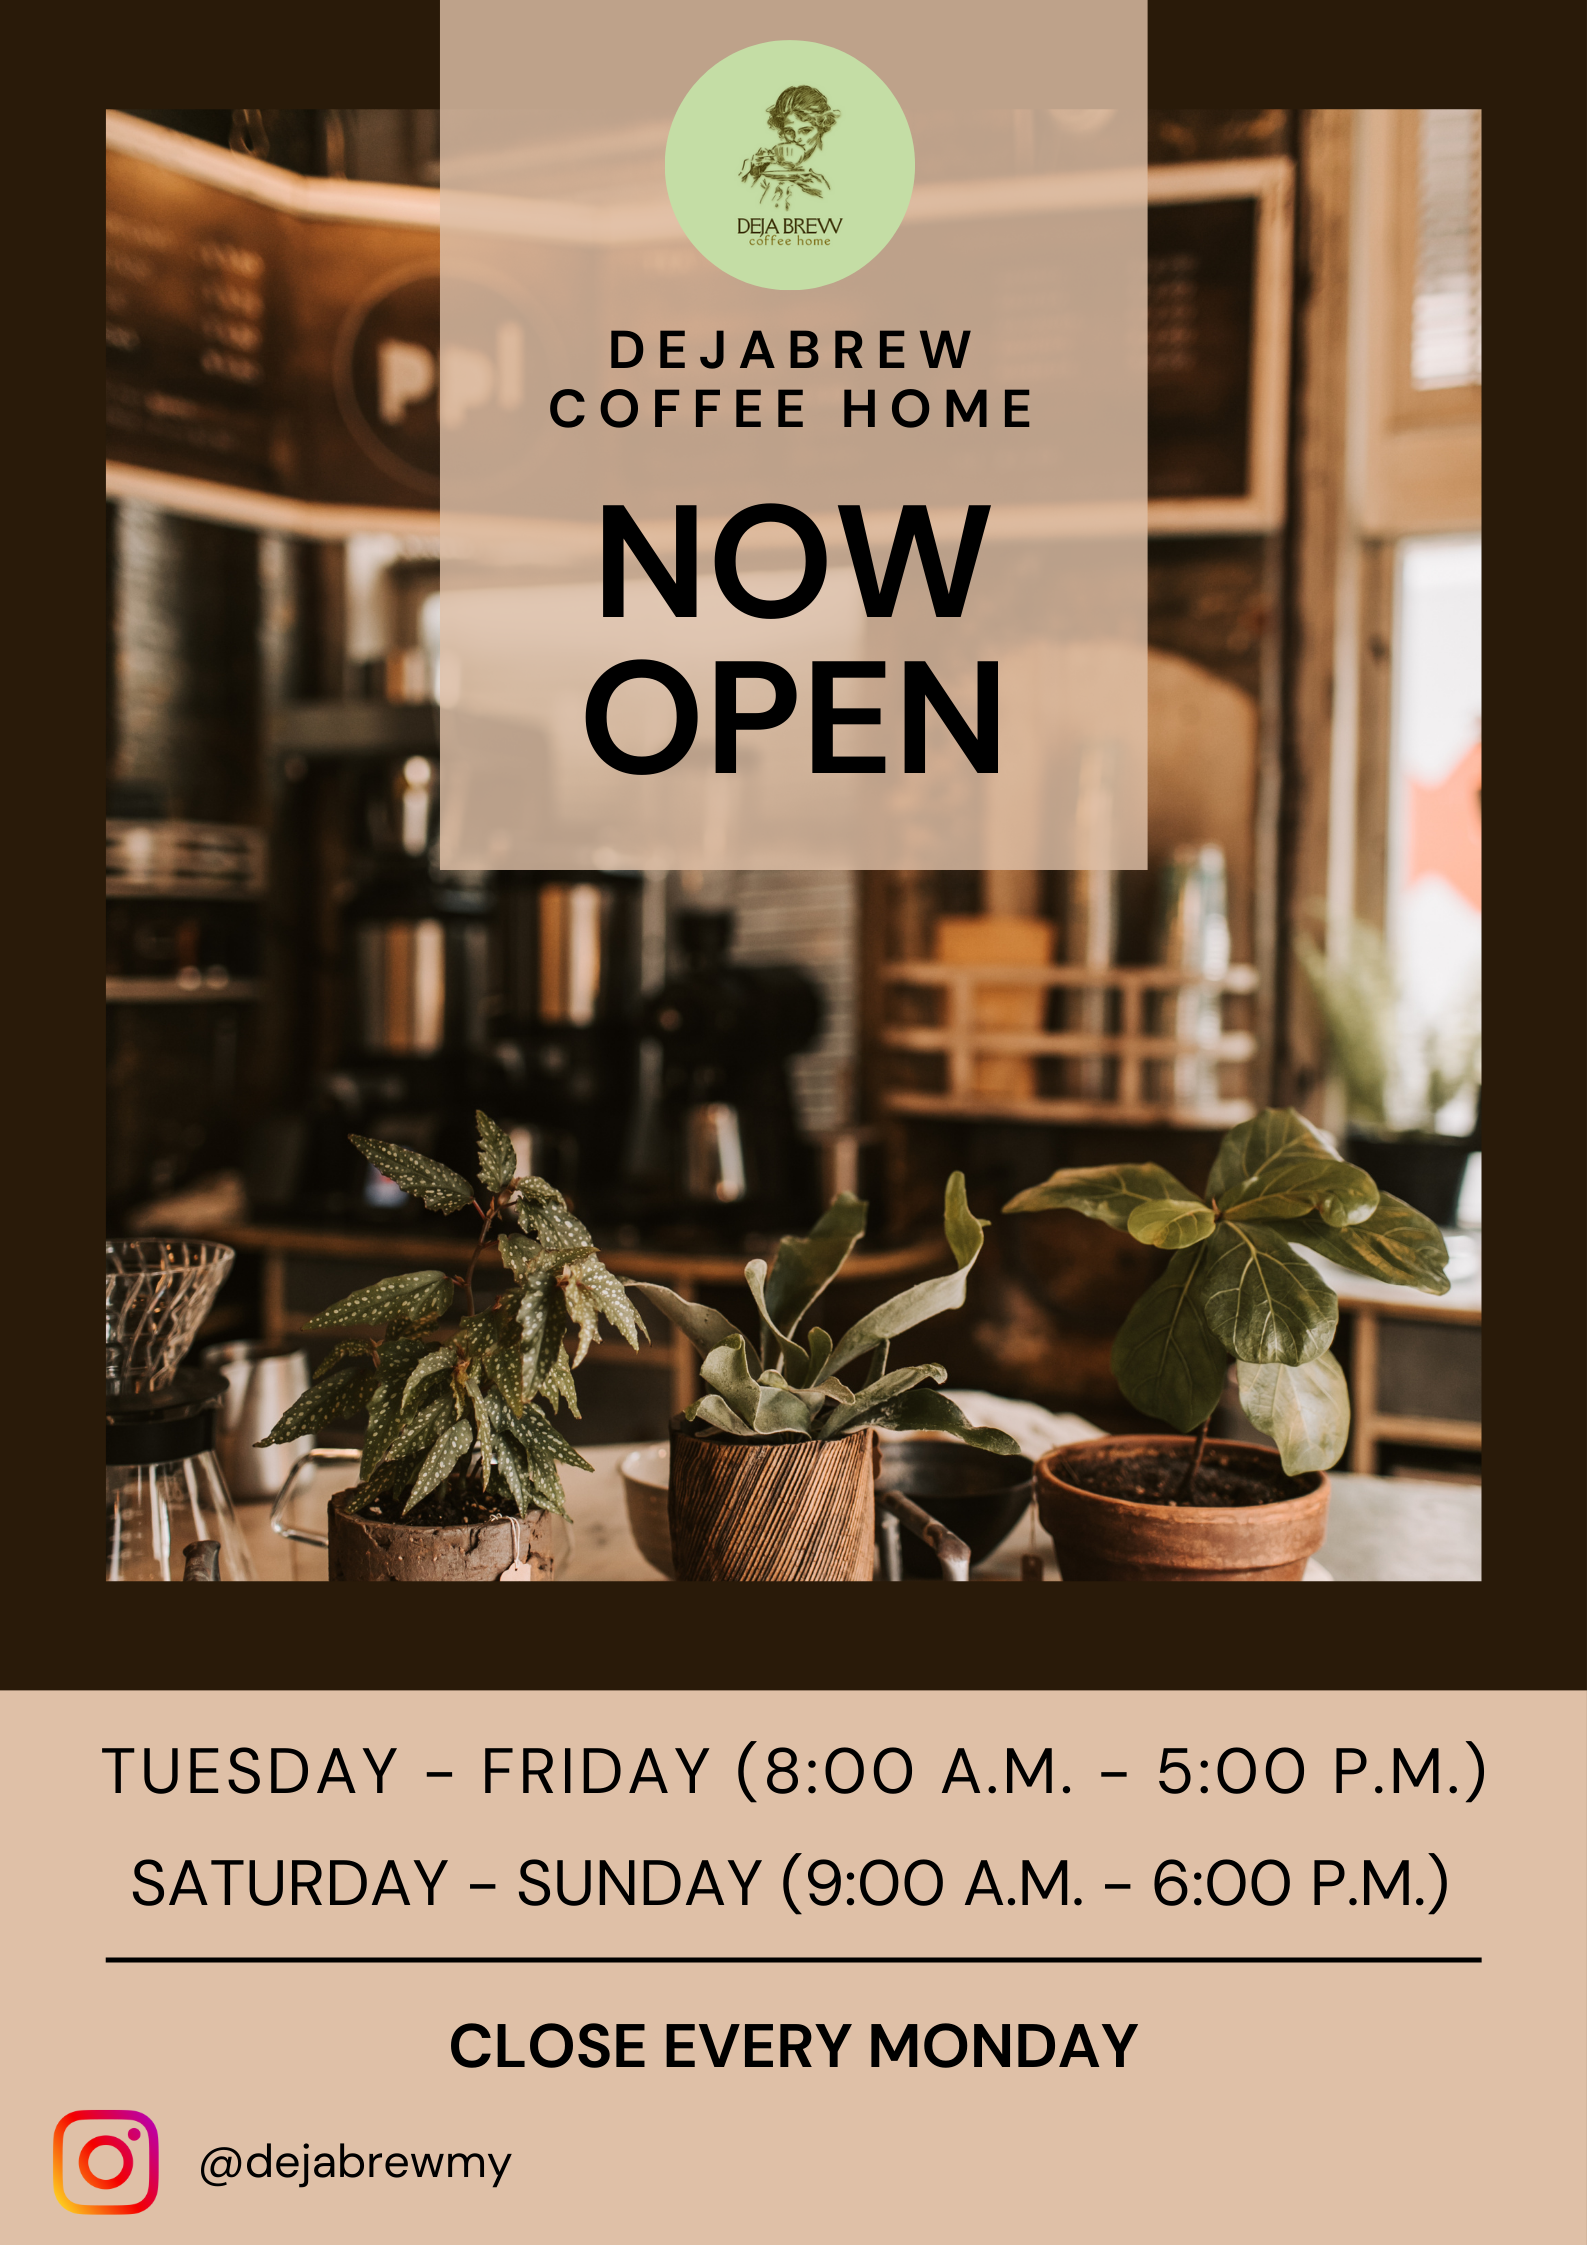 DEJA BREW
coffee home
DEJABREW
COFFEE HOME
NOW
OPEN
TUESDAY - FRIDAY (8:00 A.M. - 5:00 P.M.)
SATURDAY - SUNDAY (9:00 A.M. - 6:00 P.M.)
CLOSE EVERY MONDAY
@dejabrewmy